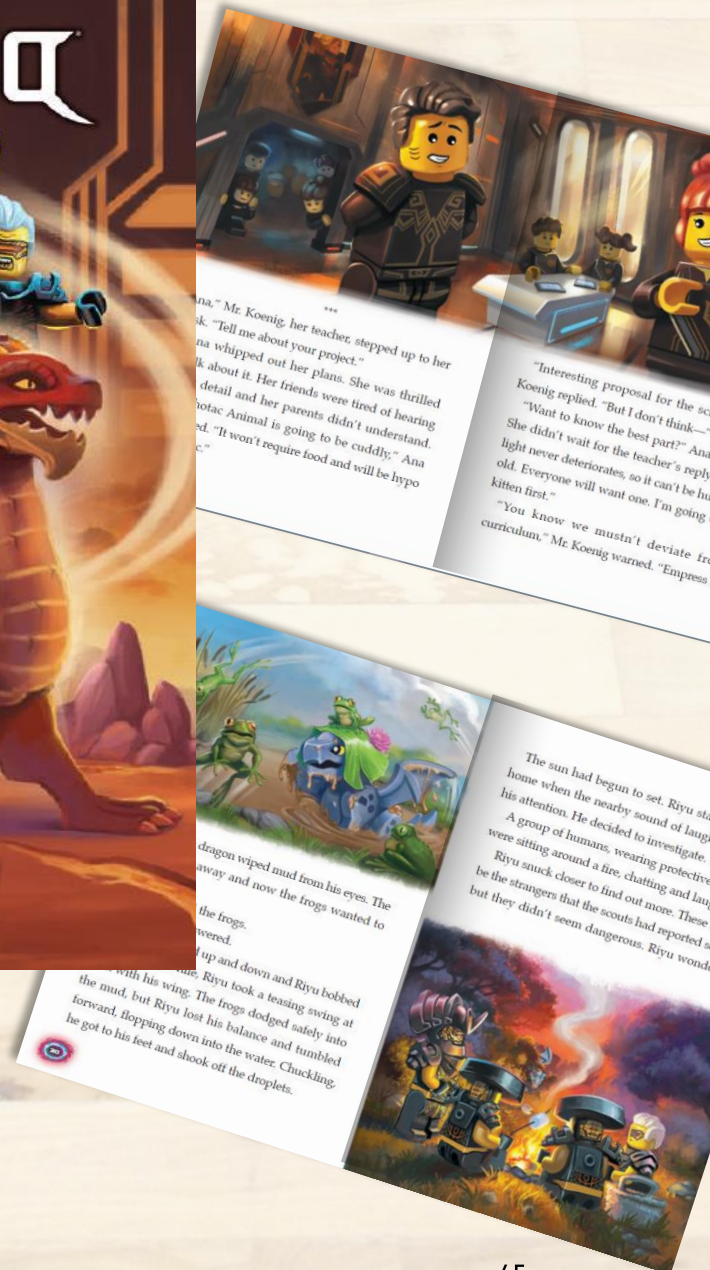 ***
na," Mr. Koenig, her teacher, stepped up to her
sk. "Tell me about your project."
na whipped out her plans. She was thrilled
lk about it. Her friends were tired of hearing
detail and her parents didn't understand.
hotac Animal is going to be cuddly," Ana
ed. "It won't require food and will be hypo
c."
"Interesting proposal for the sc
Koenig replied. "But I don't think—"
"Want to know the best part?" Ana
She didn't wait for the teacher's reply
light never deteriorates, so it can't be hu
old. Everyone will want one. I'm going
kitten first."
"You know we mustn't deviate fro
curriculum," Mr. Koenig warned. "Empress
dragon wiped mud from his eyes. The
away and now the frogs wanted to
the frogs.
wered.
d up and down and Riyu bobbed
Riyu took a teasing swing at
with his wing. The frogs dodged safely into
the mud, but Riyu lost his balance and tumbled
forward, flopping down into the water. Chuckling,
he got to his feet and shook off the droplets.
The sun had begun to set. Riyu sta
home when the nearby sound of laugh
his attention. He decided to investigate.
A group of humans, wearing protective
were sitting around a fire, chatting and lau
Riyu snuck closer to find out more. These
be the strangers that the scouts had reported s
but they didn't seem dangerous. Riyu wonde